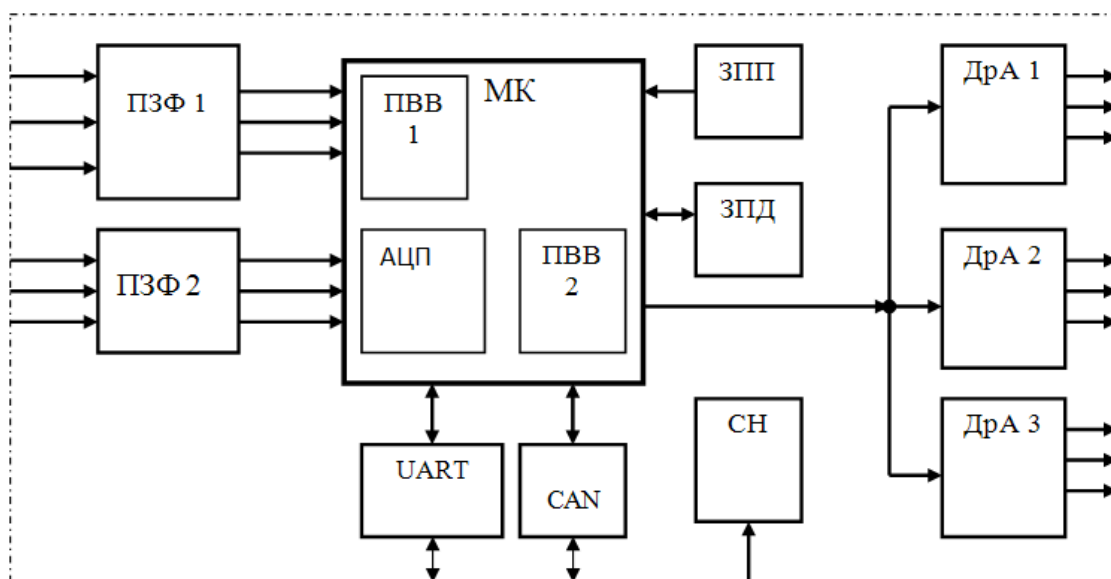 ПЗФ 1
МК
ПВВ
1
ЗПП
ДрА 1
ЗПД
ПЗФ 2
АЦП
ПВВ
2
ДрА 2
UART
CAN
СН
ДрА 3